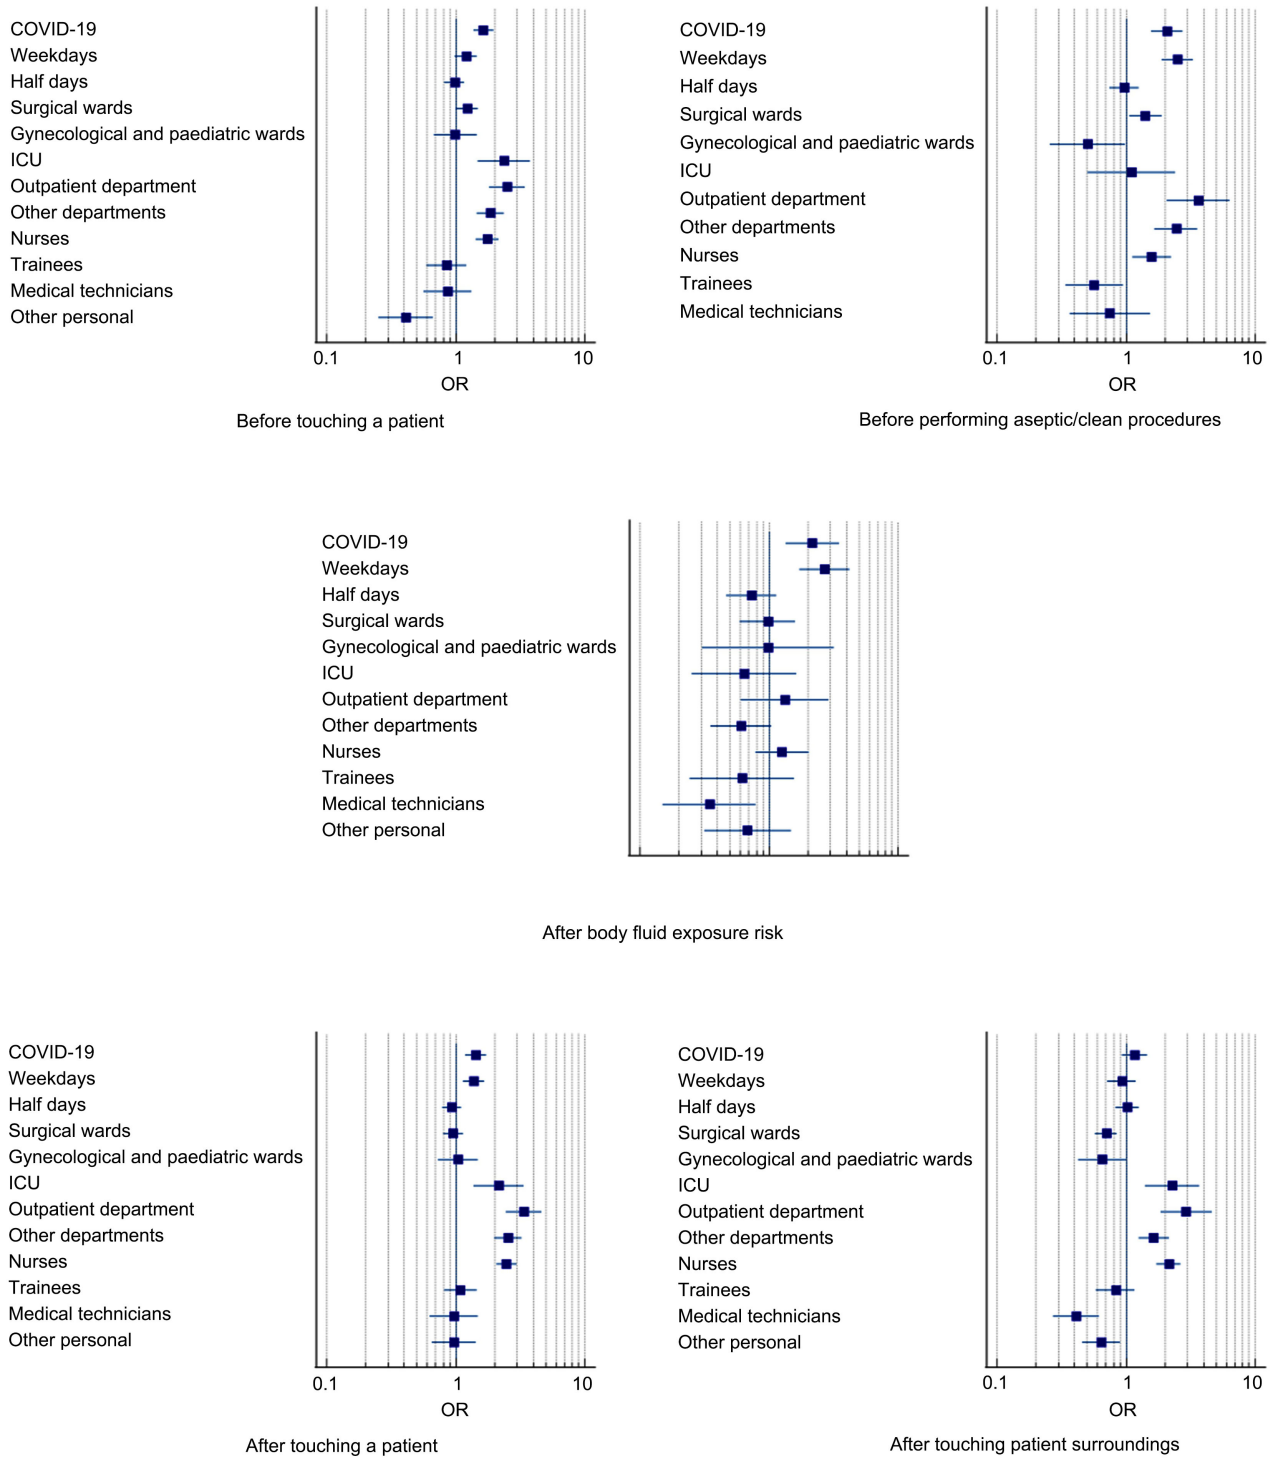 COVID-19
Weekdays
Half days
Surgical wards
Gynecological and paediatric wards
ICU
Outpatient department
Other departments
Nurses
Trainees
Medical technicians
Other personal
0.1 1 10
OR
Before touching a patient
COVID-19
Weekdays
Half days
Surgical wards
Gynecological and paediatric wards
ICU
Outpatient department
Other departments
Nurses
Trainees
Medical technicians
0.1 1 10
OR
Before performing aseptic/clean procedures
COVID-19
Weekdays
Half days
Surgical wards
Gynecological and paediatric wards
ICU
Outpatient department
Other departments
Nurses
Trainees
Medical technicians
Other personal
After body fluid exposure risk
COVID-19
Weekdays
Half days
Surgical wards
Gynecological and paediatric wards
ICU
Outpatient department
Other departments
Nurses
Trainees
Medical technicians
Other personal
0.1 1 10
OR
After touching a patient
COVID-19
Weekdays
Half days
Surgical wards
Gynecological and paediatric wards
ICU
Outpatient department
Other departments
Nurses
Trainees
Medical technicians
Other personal
0.1 1 10
OR
After touching patient surroundings